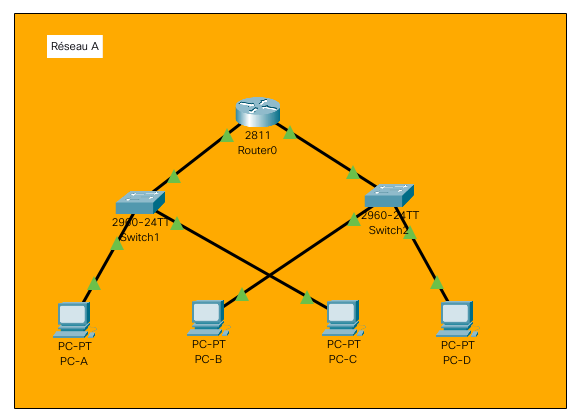 Réseau A
2811
Router0
2960-24TT
Switch1
2960-24TT
Switch2
PC-PT
PC-A
PC-PT
PC-B
PC-PT
PC-C
PC-PT
PC-D